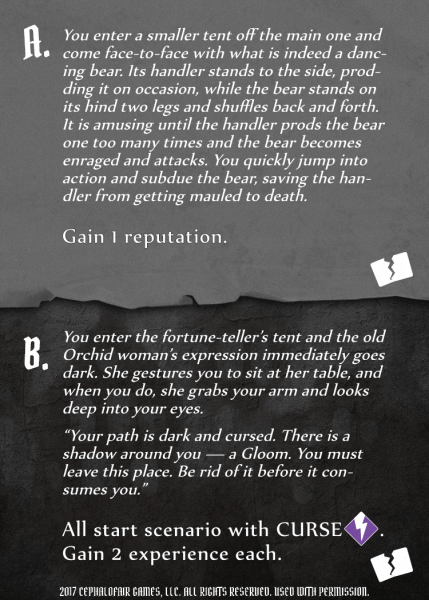 A.
You enter a smaller tent off the main one and
come face-to-face with what is indeed a danc-
ing bear. Its handler stands to the side, prod-
ding it on occasion, while the bear stands on
its hind two legs and shuffles back and forth.
It is amusing until the handler prods the bear
one too many times and the bear becomes
enraged and attacks. You quickly jump into
action and subdue the bear, saving the han-
dler from getting mauled to death.
Gain 1 reputation.
B.
You enter the fortune-teller's tent and the old
Orchid woman's expression immediately goes
dark. She gestures you to sit at her table, and
when you do, she grabs your arm and looks
deep into your eyes.
"Your path is dark and cursed. There is a
shadow around you — a Gloom. You must
leave this place. Be rid of it before it con-
sumes you."
All start scenario with CURSE.
Gain 2 experience each.
2017 CEPHALOFAIR GAMES, LLC. ALL RIGHTS RESERVED. USED WITH PERMISSION.